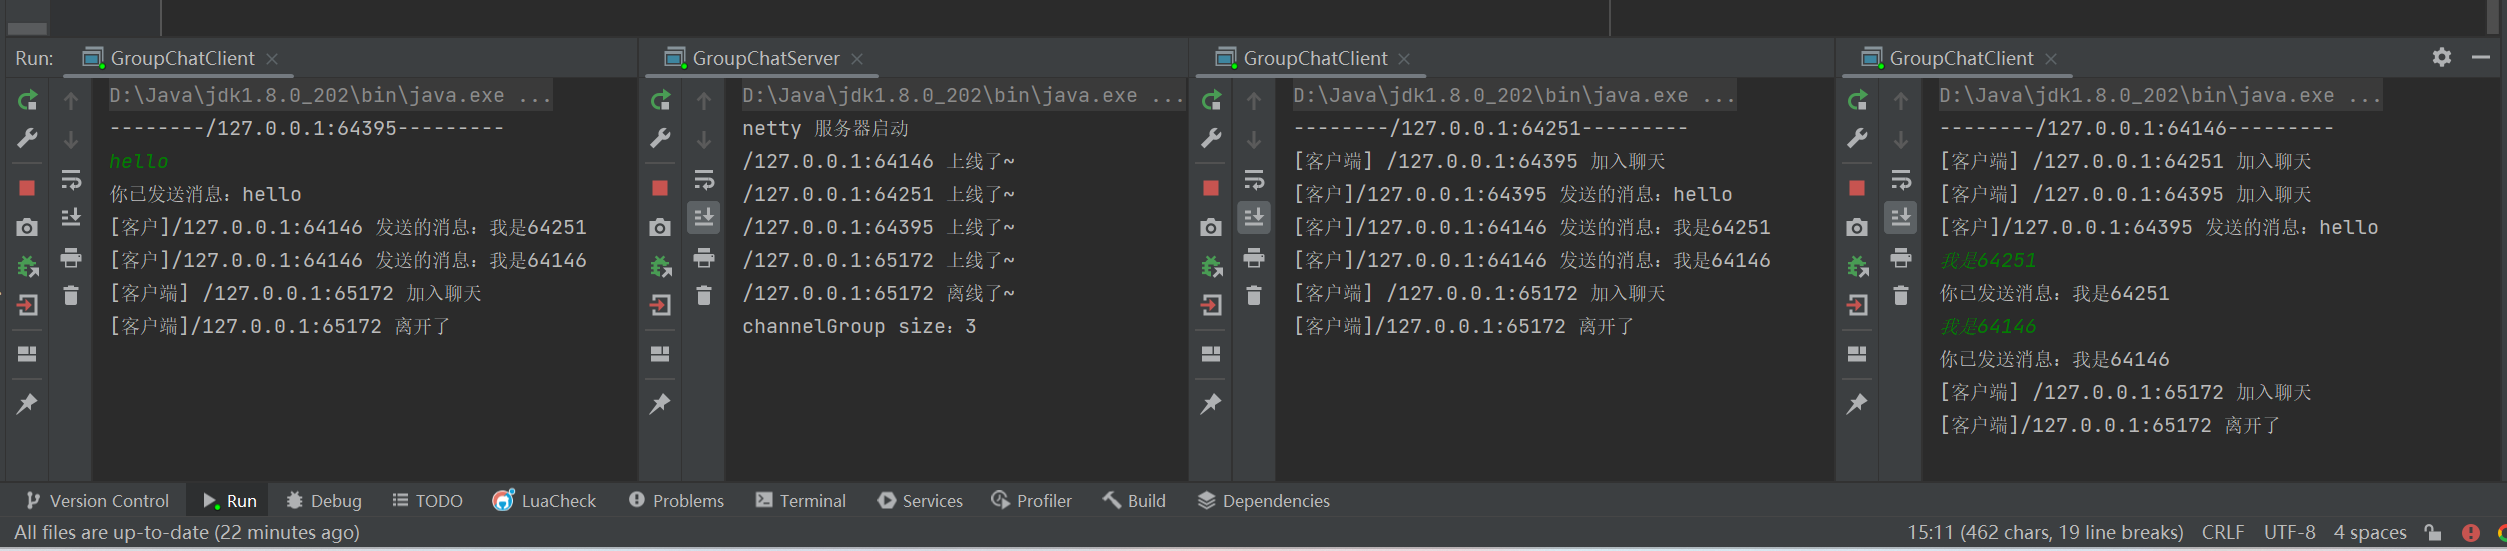 Run:
GroupChatClient
D:\Java\jdk1.8.0_202\bin\java.exe ...
--------/127.0.0.1:64395---------
hello
你已发送消息：hello
[客户]/127.0.0.1:64146 发送的消息：我是64251
[客户]/127.0.0.1:64146 发送的消息：我是64146
[客户端] /127.0.0.1:65172 加入聊天
[客户端]/127.0.0.1:65172 离开了
GroupChatServer
D:\Java\jdk1.8.0_202\bin\java.exe ...
netty 服务器启动
/127.0.0.1:64146 上线了~
/127.0.0.1:64251 上线了~
/127.0.0.1:64395 上线了~
/127.0.0.1:65172 上线了~
/127.0.0.1:65172 离线了~
channelGroup size：3
GroupChatClient
D:\Java\jdk1.8.0_202\bin\java.exe ...
--------/127.0.0.1:64251---------
[客户端] /127.0.0.1:64395 加入聊天
[客户]/127.0.0.1:64395 发送的消息：hello
[客户]/127.0.0.1:64146 发送的消息：我是64251
[客户]/127.0.0.1:64146 发送的消息：我是64146
[客户端] /127.0.0.1:65172 加入聊天
[客户端]/127.0.0.1:65172 离开了
GroupChatClient
D:\Java\jdk1.8.0_202\bin\java.exe ...
--------/127.0.0.1:64146---------
[客户端] /127.0.0.1:64251 加入聊天
[客户端] /127.0.0.1:64395 加入聊天
[客户]/127.0.0.1:64395 发送的消息：hello
我是64251
你已发送消息：我是64251
我是64146
你已发送消息：我是64146
[客户端] /127.0.0.1:65172 加入聊天
[客户端]/127.0.0.1:65172 离开了
Version Control Run Debug TODO LuaCheck Problems Terminal Services Profiler Build Dependencies
All files are up-to-date (22 minutes ago)
15:11 (462 chars, 19 line breaks) CRLF UTF-8 4 spaces